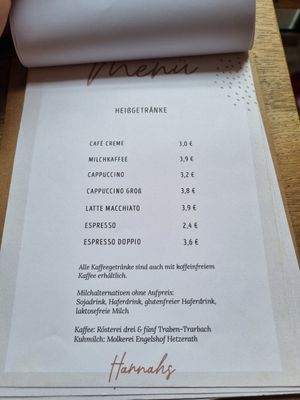 Menü
HEIßGETRÄNKE
CAFÉ CREME 3,0 €
MILCHKAFFEE 3,9 €
CAPPUCCINO 3,2 €
CAPPUCCINO GROß 3,8 €
LATTE MACCHIATO 3,9 €
ESPRESSO 2,4 €
ESPRESSO DOPPIO 3,6 €
Alle Kaffeegetränke sind auch mit koffeinfreiem
Kaffee erhältlich.
Milchalternativen ohne Aufpreis:
Sojadrink, Haferdrink, glutenfreier Haferdrink,
laktosefreie Milch
Kaffee: Rösterei drei & fünf Traben-Trarbach
Kuhmilch: Molkerei Engelshof Hetzerath
Hannahs